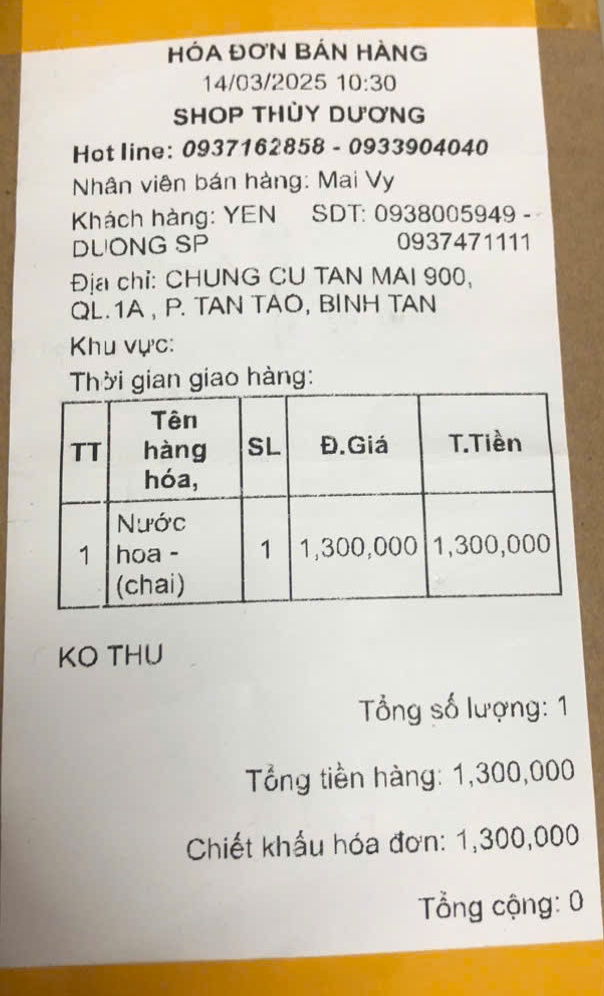 HÓA ĐƠN BÁN HÀNG
14/03/2025 10:30
SHOP THÙY DƯƠNG
Hot line: 0937162858 - 0933904040
Nhân viên bán hàng: Mai Vy
Khách hàng: YEN SDT: 0938005949 -
DUONG SP 0937471111
Địa chỉ: CHUNG CU TAN MAI 900,
QL.1A , P. TAN TAO, BINH TAN
Khu vực:
Thời gian giao hàng:
TT Tên hàng hóa, SL Đ.Giá T.Tiền
1 Nước hoa - (chai) 1 1,300,000 1,300,000
KO THU
Tổng số lượng: 1
Tổng tiền hàng: 1,300,000
Chiết khấu hóa đơn: 1,300,000
Tổng cộng: 0